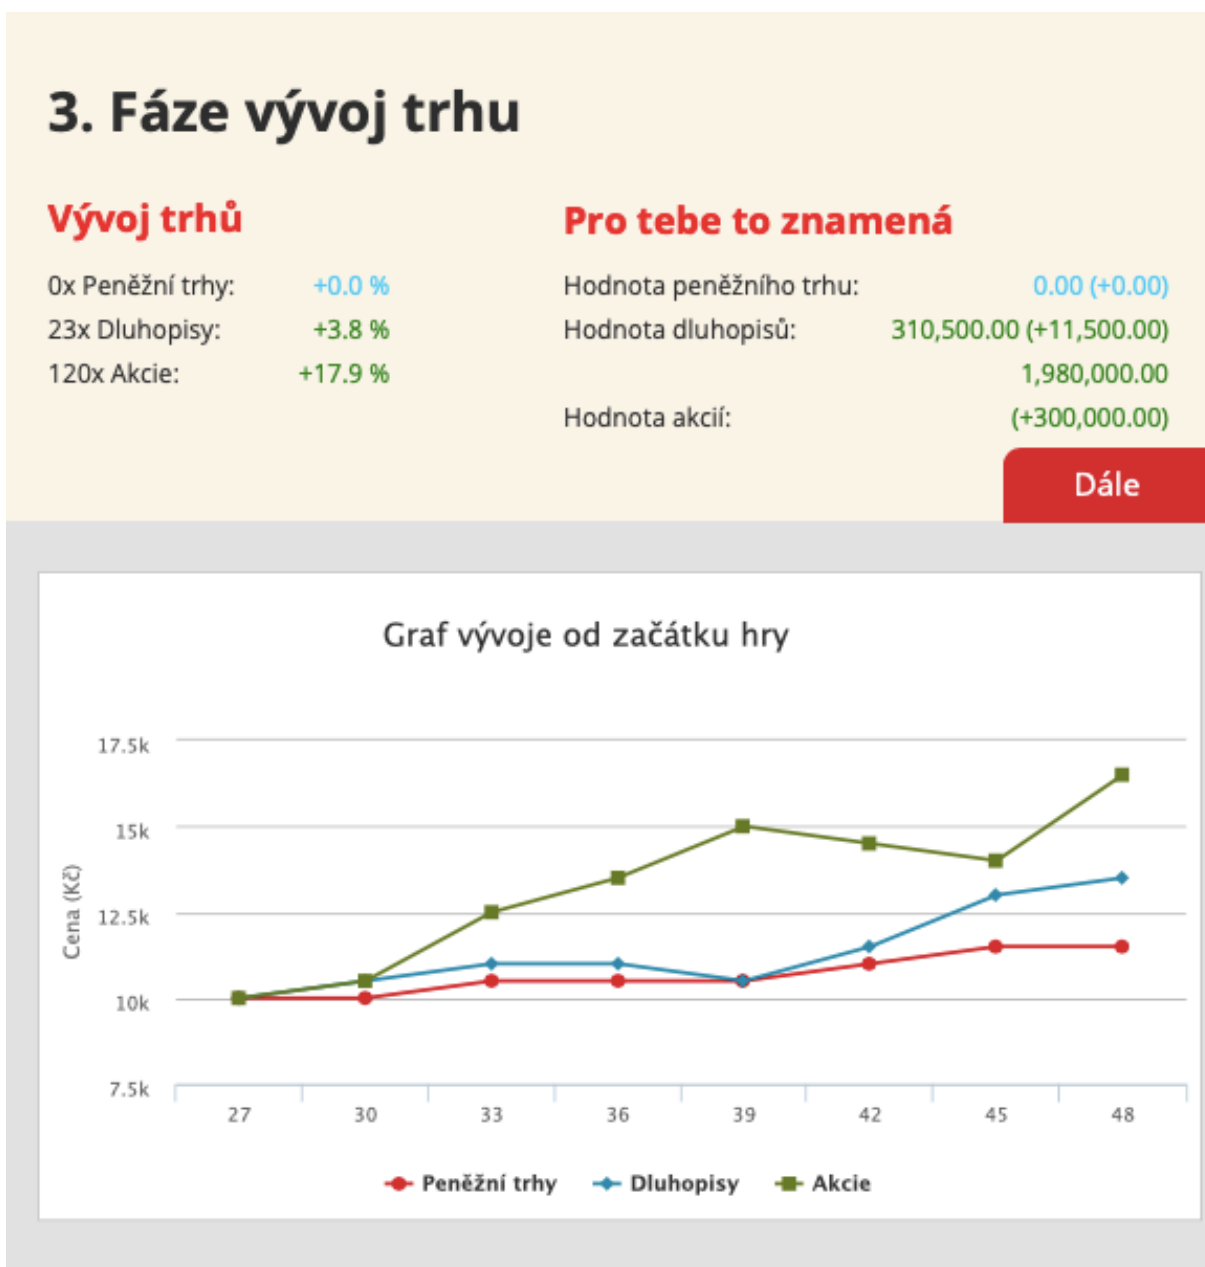 3. Fáze vývoj trhu
Vývoj trhů
0x Peněžní trhy: +0.0 %
23x Dluhopisy: +3.8 %
120x Akcie: +17.9 %
Pro tebe to znamená
Hodnota peněžního trhu: 0.00 (+0.00)
Hodnota dluhopisů: 310,500.00 (+11,500.00)
1,980,000.00
Hodnota akcií: (+300,000.00)
Dále
Graf vývoje od začátku hry
Cena (Kč)
17.5k
15k
12.5k
10k
7.5k
27 30 33 36 39 42 45 48
Peněžní trhy Dluhopisy Akcie